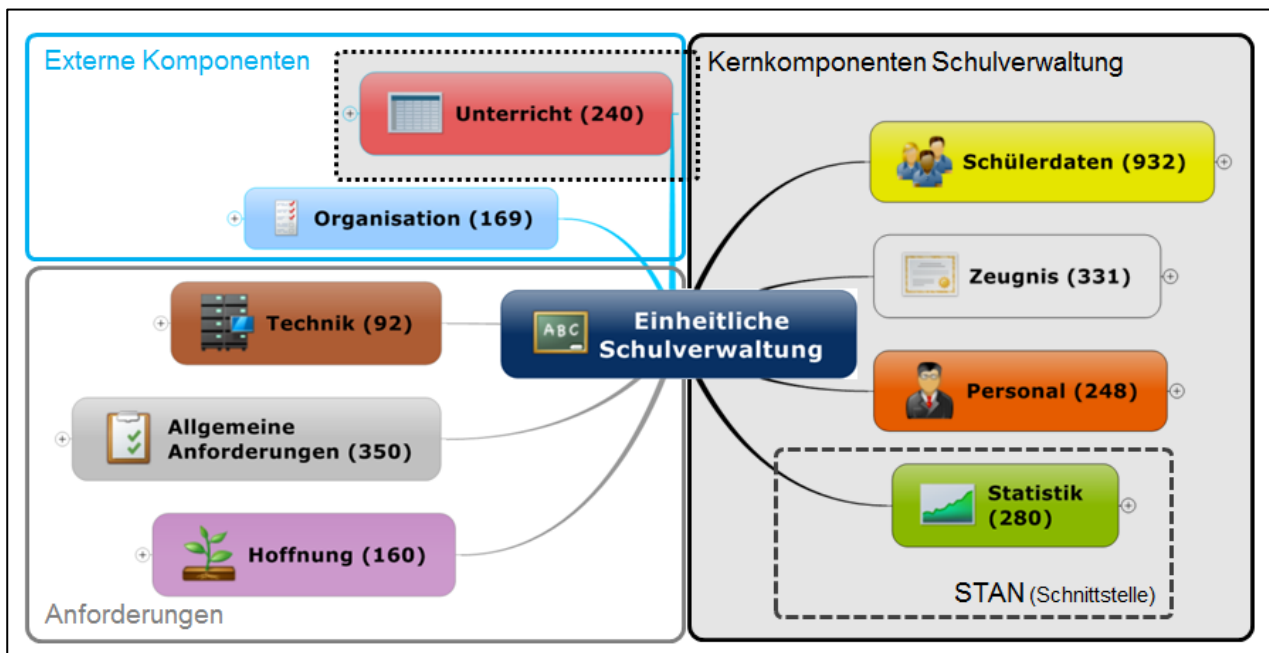 Externe Komponenten
Unterricht (240)
Organisation (169)
Technik (92)
Allgemeine
Anforderungen (350)
Hoffnung (160)
Anforderungen
ABC
Einheitliche
Schulverwaltung
Kernkomponenten Schulverwaltung
Schülerdaten (932)
Zeugnis (331)
Personal (248)
Statistik
(280)
STAN (Schnittstelle)